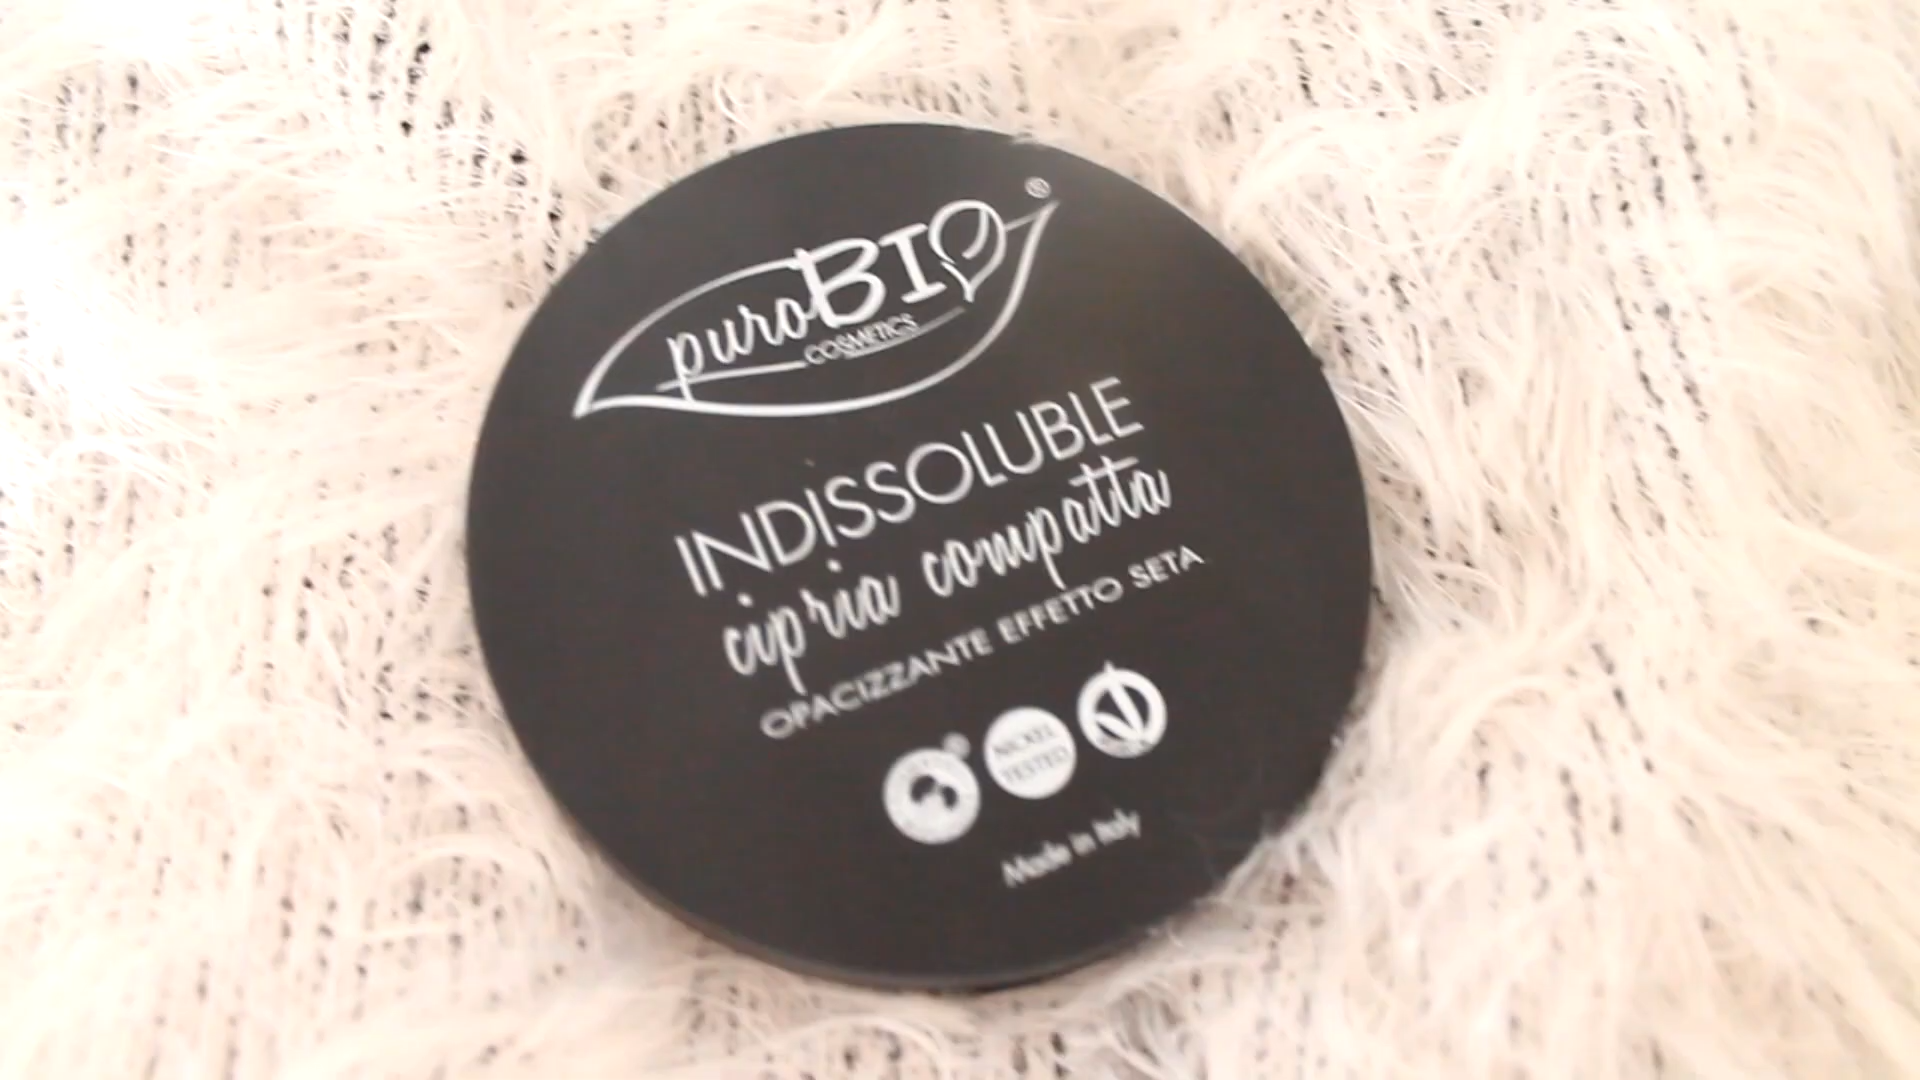 puroBIO®
COSMETICS
INDISSOLUBLE
cipria compatta
OPACIZZANTE EFFETTO SETA
NICKEL
TESTED
Made in Italy